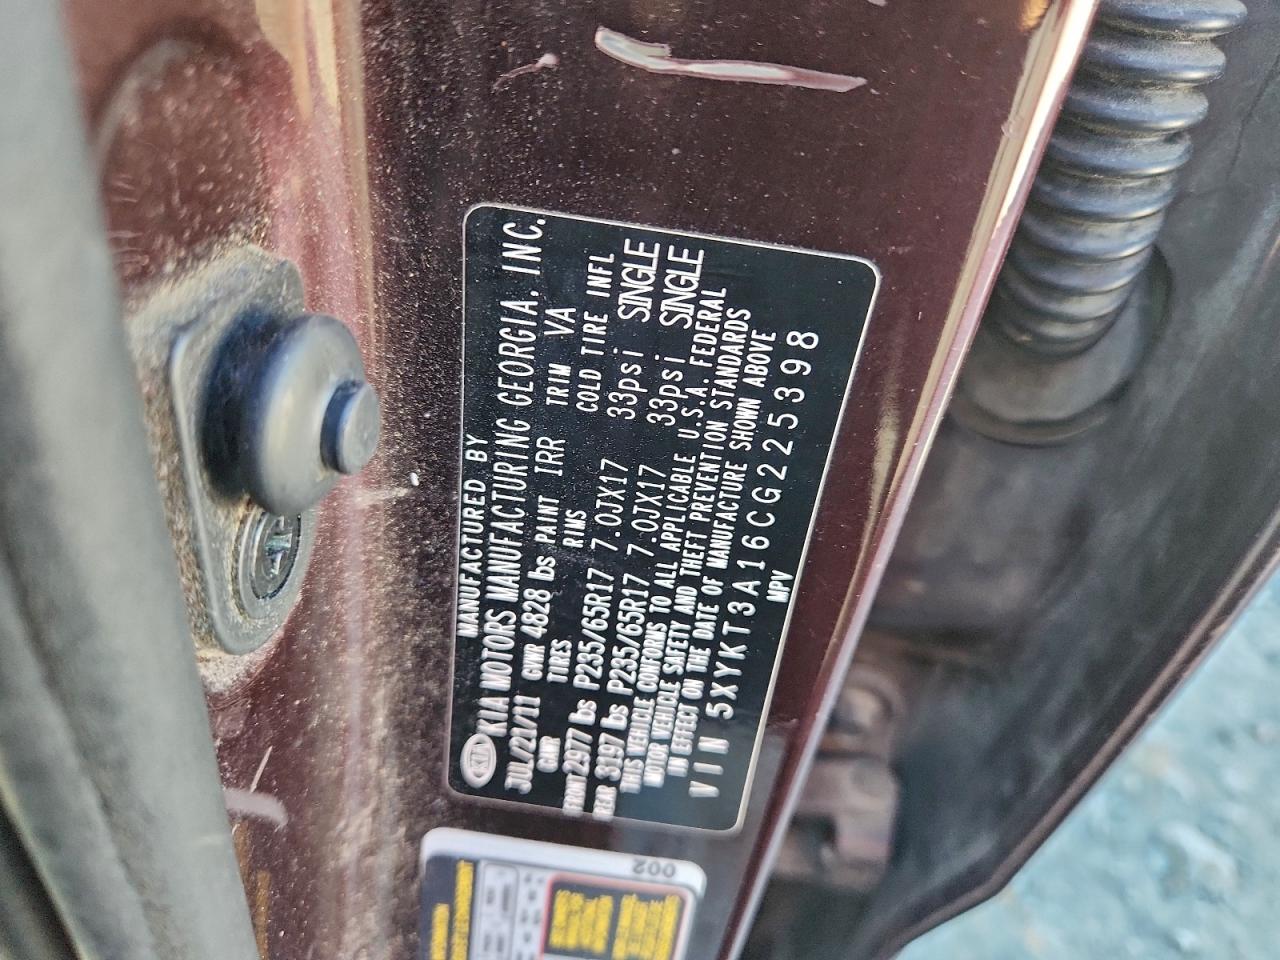 MANUFACTURED BY
KIA KIA MOTORS MANUFACTURING GEORGIA, INC.
JUL/21/11 GVWR 4828 lbs PAINT IRR TRIM VA
GAWR TIRES RIMS COLD TIRE INFL
FRONT 2977 lbs P235/65R17 7.0JX17 33psi SINGLE
REAR 3197 lbs P235/65R17 7.0JX17 33psi SINGLE
THIS VEHICLE CONFORMS TO ALL APPLICABLE U.S.A. FEDERAL
MOTOR VEHICLE SAFETY AND THEFT PREVENTION STANDARDS
IN EFFECT ON THE DATE OF MANUFACTURE SHOWN ABOVE
VIN 5XYKT3A16CG225398
MPV
002